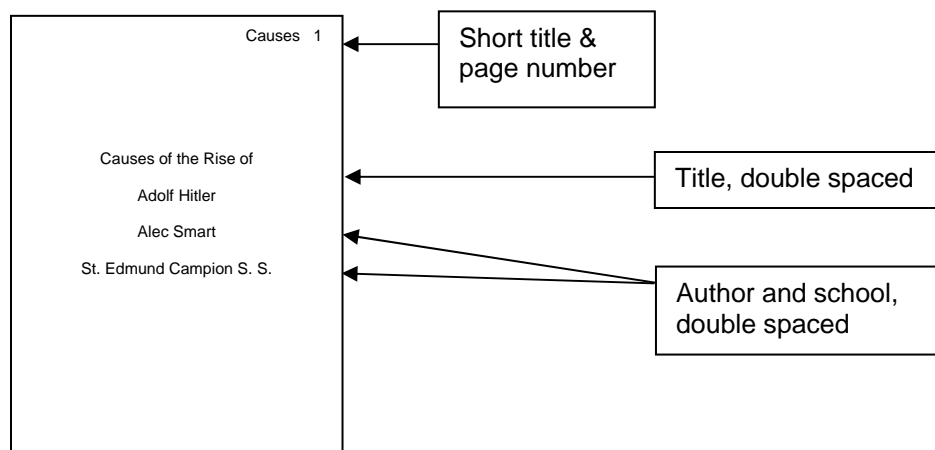 Causes 1
Short title &
page number
Causes of the Rise of
Adolf Hitler
Title, double spaced
Alec Smart
St. Edmund Campion S. S.
Author and school,
double spaced